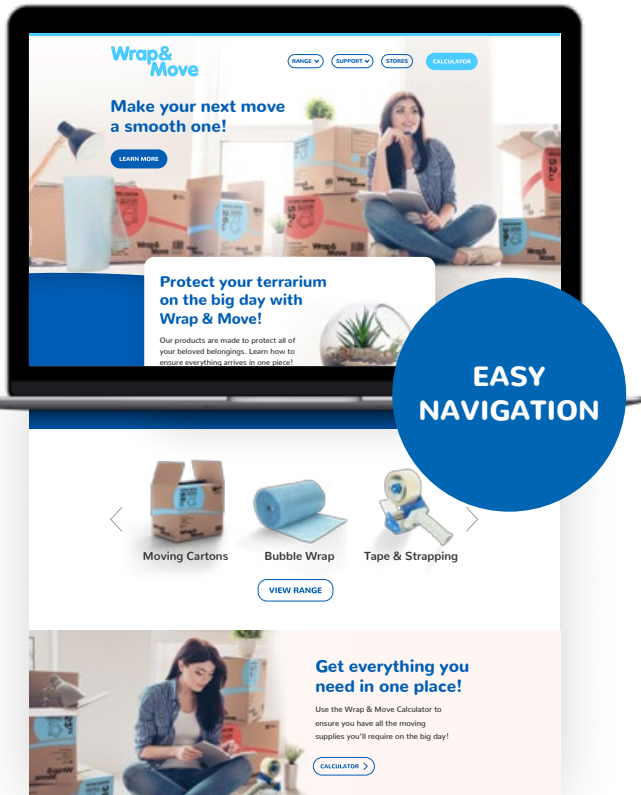 Wrap&
Move
RANGE
SUPPORT
STORES
CALCULATOR
Make your next move
a smooth one!
LEARN MORE
Protect your terrarium
on the big day with
Wrap & Move!
Our products are made to protect all of
your beloved belongings. Learn how to
ensure everything arrives in one piece!
EASY
NAVIGATION
Moving Cartons
Bubble Wrap
Tape & Strapping
VIEW RANGE
Get everything you
need in one place!
Use the Wrap & Move Calculator to
ensure you have all the moving
supplies you'll require on the big day!
CALCULATOR